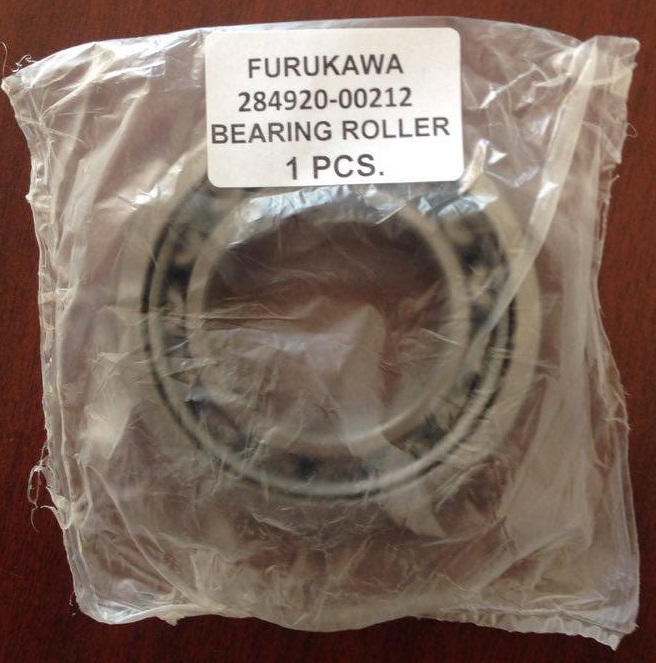 FURUKAWA
284920-00212
BEARING ROLLER
1 PCS.